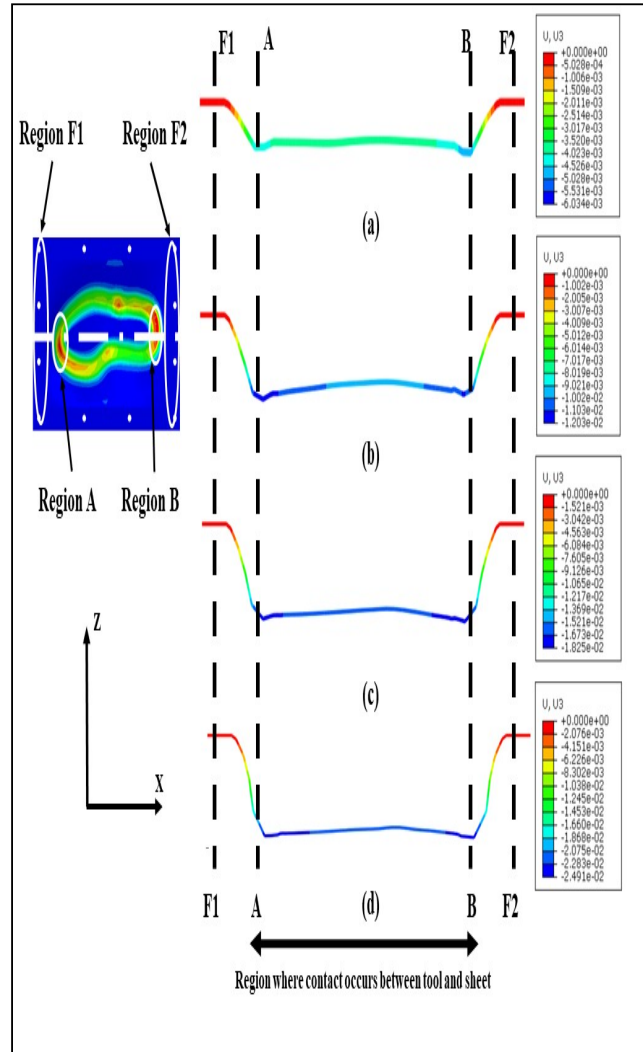 F1 A B F2
Region F1 Region F2
Region A Region B
U, U3
+0.000e+00
-5.028e-04
-1.006e-03
-1.509e-03
-2.011e-03
-2.514e-03
-3.017e-03
-3.520e-03
-4.023e-03
-4.526e-03
-5.028e-03
-5.531e-03
-6.034e-03
(a)
U, U3
+0.000e+00
-1.002e-03
-2.005e-03
-3.007e-03
-4.009e-03
-5.012e-03
-6.014e-03
-7.017e-03
-8.019e-03
-9.021e-03
-1.002e-02
-1.103e-02
-1.203e-02
(b)
U, U3
+0.000e+00
-1.521e-03
-3.042e-03
-4.563e-03
-6.084e-03
-7.605e-03
-9.126e-03
-1.065e-02
-1.217e-02
-1.369e-02
-1.521e-02
-1.673e-02
-1.825e-02
(c)
Z
X
U, U3
+0.000e+00
-2.076e-03
-4.151e-03
-6.226e-03
-8.302e-03
-1.038e-02
-1.245e-02
-1.453e-02
-1.660e-02
-1.868e-02
-2.075e-02
-2.283e-02
-2.491e-02
F1 A (d) B F2
Region where contact occurs between tool and sheet